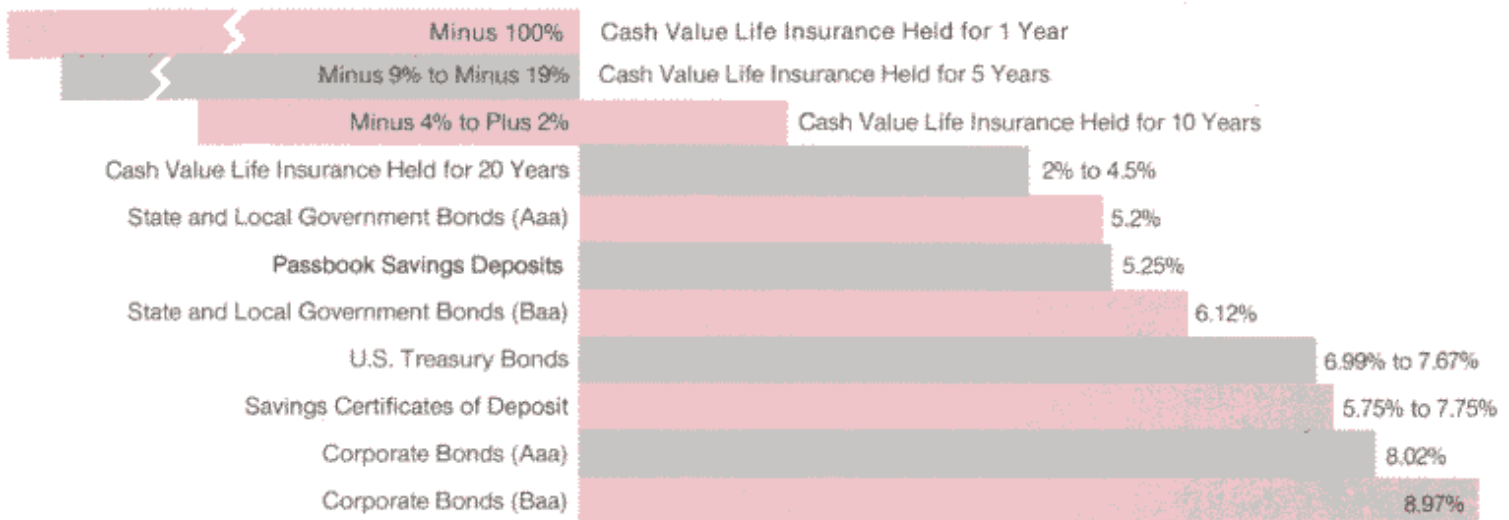 Minus 100% Cash Value Life Insurance Held for 1 Year
Minus 9% to Minus 19% Cash Value Life Insurance Held for 5 Years
Minus 4% to Plus 2% Cash Value Life Insurance Held for 10 Years
Cash Value Life Insurance Held for 20 Years 2% to 4.5%
State and Local Government Bonds (Aaa) 5.2%
Passbook Savings Deposits 5.25%
State and Local Government Bonds (Baa) 6.12%
U.S. Treasury Bonds 6.99% to 7.67%
Savings Certificates of Deposit 5.75% to 7.75%
Corporate Bonds (Aaa) 8.02%
Corporate Bonds (Baa) 8.97%